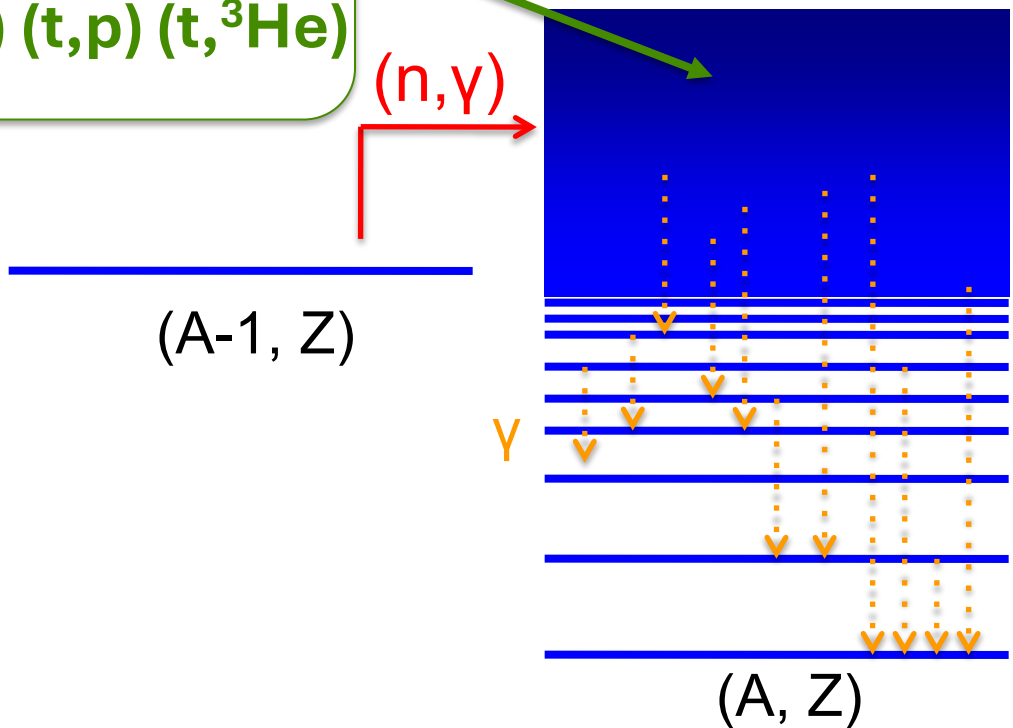 ) (t,p) (t,³He)
(n,γ)
(A-1, Z)
γ
(A, Z)